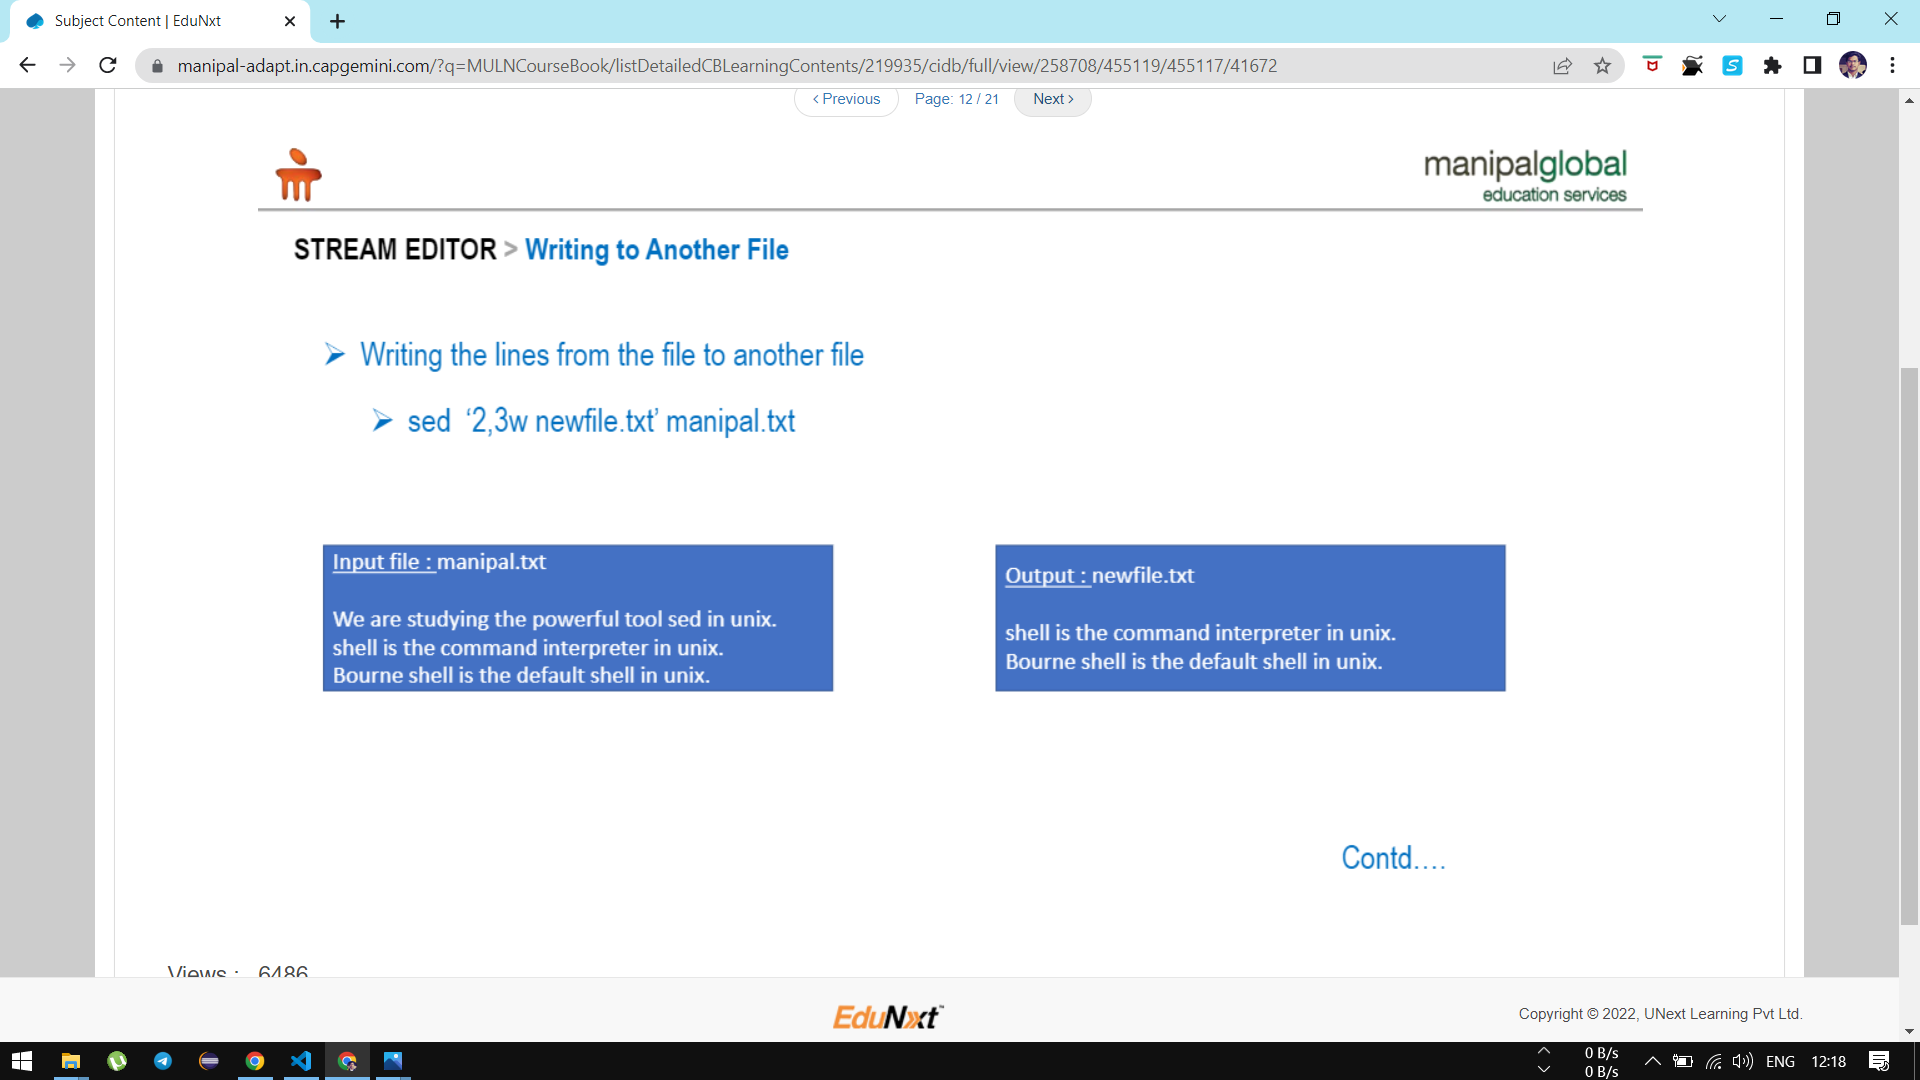 Subject Content | EduNxt
manipal-adapt.in.capgemini.com/?q=MULNCourseBook/listDetailedCBLearningContents/219935/cidb/full/view/258708/455119/455117/41672
‹ Previous Page: 12 / 21 Next ›
manipalglobal
education services
STREAM EDITOR > Writing to Another File
➢ Writing the lines from the file to another file
➢ sed ‘2,3w newfile.txt’ manipal.txt
Input file : manipal.txt
We are studying the powerful tool sed in unix.
shell is the command interpreter in unix.
Bourne shell is the default shell in unix.
Output : newfile.txt
shell is the command interpreter in unix.
Bourne shell is the default shell in unix.
Contd....
Views : 6486
EduNxt™
Copyright © 2022, UNext Learning Pvt Ltd.
0 B/s
0 B/s
ENG 12:18